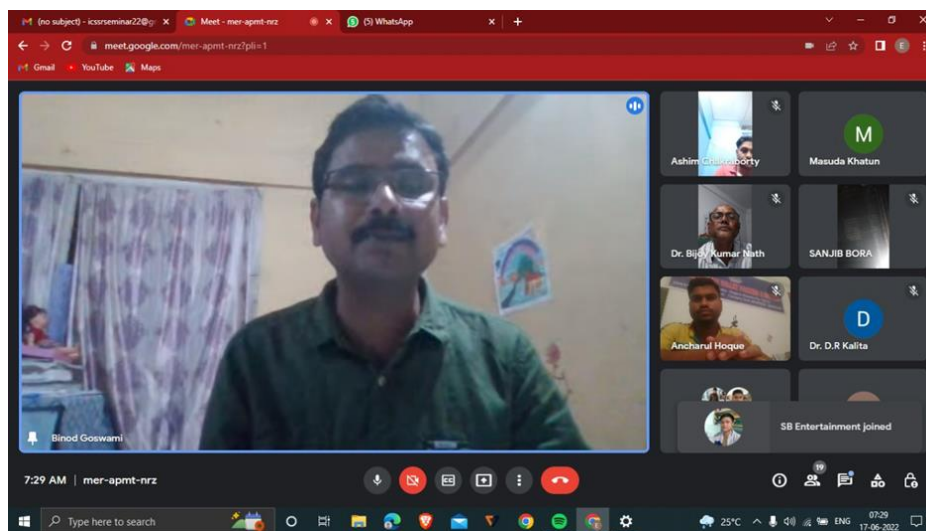 (no subject) - icssrseminar22@g
Meet - mer-apmt-nrz
(5) WhatsApp
meet.google.com/mer-apmt-nrz?pli=1
E
Gmail
YouTube
Maps
Ashim Chakraborty
M
Masuda Khatun
Dr. Bijoy Kumar Nath
SANJIB BORA
Ancharul Hoque
D
Dr. D.R Kalita
SB Entertainment joined
Binod Goswami
7:29 AM | mer-apmt-nrz
19
Type here to search
25°C
ENG
07:29
17-06-2022